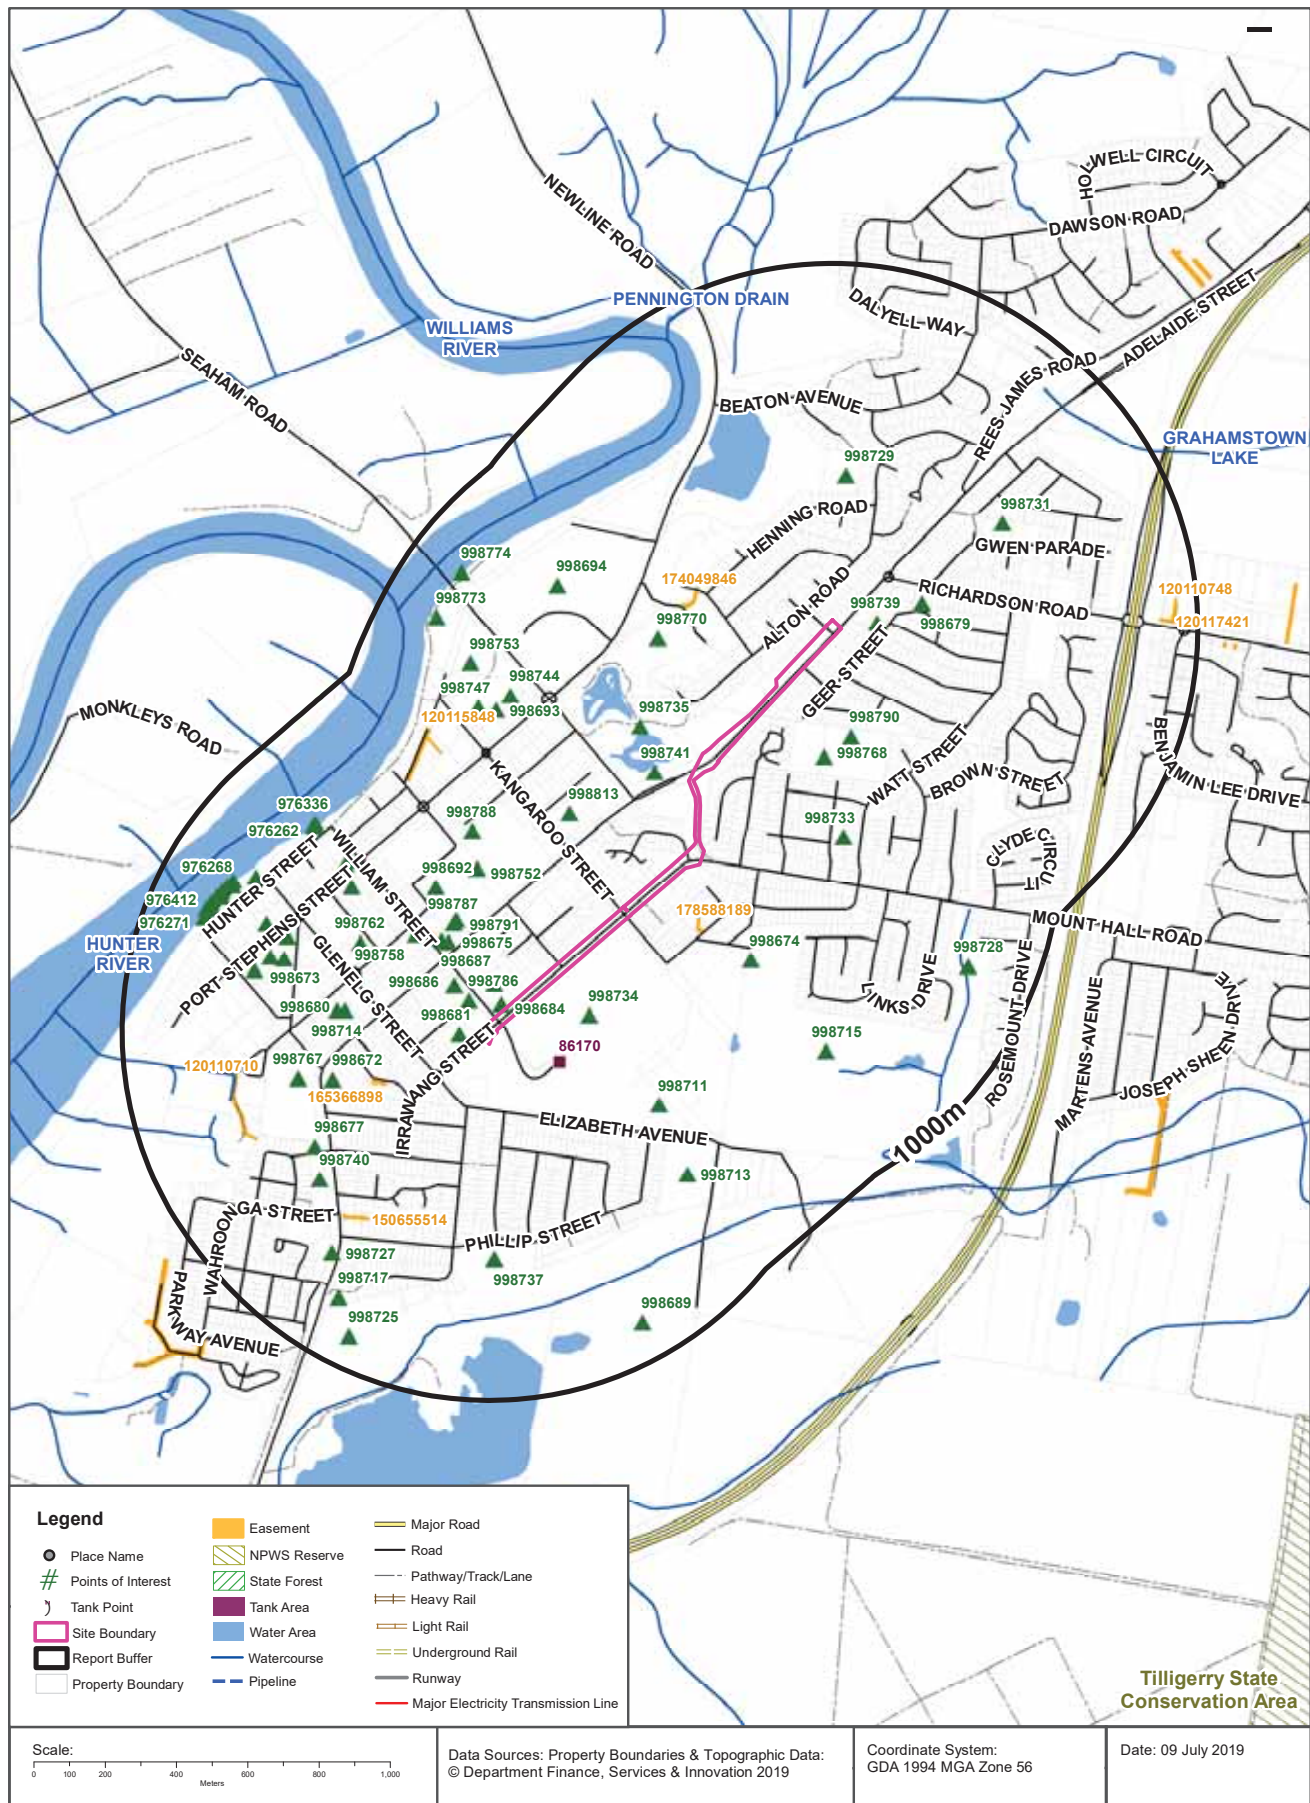 HOLWELL CIRCUIT
DAWSON ROAD
NEWLINE ROAD
ADELAIDE STREET
PENNINGTON DRAIN
DALYELL WAY
WILLIAMS
RIVER
SEAHAM ROAD
REES JAMES ROAD
BEATON AVENUE
GRAHAMSTOWN
LAKE
998729
998731
HENNING ROAD
GWEN PARADE
998774
998694
174049846
ALTON ROAD
RICHARDSON ROAD
120110748
998773
998739
998679
120117421
998770
998753
998744
GEER STREET
998747
998693
998735
MONKLEYS ROAD
120115848
998790
998741
998768
WATT STREET
BENJAMIN LEE DRIVE
BROWN STREET
KANGAROO STREET
976336
998788
998813
998733
976262
WILLIAM STREET
CLYDE CIRCUIT
976268
HUNTER STREET
998692
998752
976412
976271
998787
178588189
PORT STEPHENS STREET
998762
998791
MOUNT HALL ROAD
HUNTER
RIVER
998758
998675
998674
998728
GLENELG STREET
998687
998673
998686
998786
LINKS DRIVE
998680
998681
998684
998734
ROSEMOUNT DRIVE
MARTENS AVENUE
JOSEPH SHEEN DRIVE
998714
998715
86170
120110710
998767
998672
165366898
IRRAWANG STREET
998711
ELIZABETH AVENUE
1000m
998677
998740
998713
WAHROONGA STREET
150655514
PHILLIP STREET
998727
998737
998717
PARKWAY AVENUE
998725
998689
Legend
Place Name
Points of Interest
Tank Point
Site Boundary
Report Buffer
Property Boundary
Easement
NPWS Reserve
State Forest
Tank Area
Water Area
Watercourse
Pipeline
Major Road
Road
Pathway/Track/Lane
Heavy Rail
Light Rail
Underground Rail
Runway
Major Electricity Transmission Line
Tilligerry State
Conservation Area
Scale:
0 100 200 400 600 800 1,000
Meters
Data Sources: Property Boundaries & Topographic Data:
© Department Finance, Services & Innovation 2019
Coordinate System:
GDA 1994 MGA Zone 56
Date: 09 July 2019